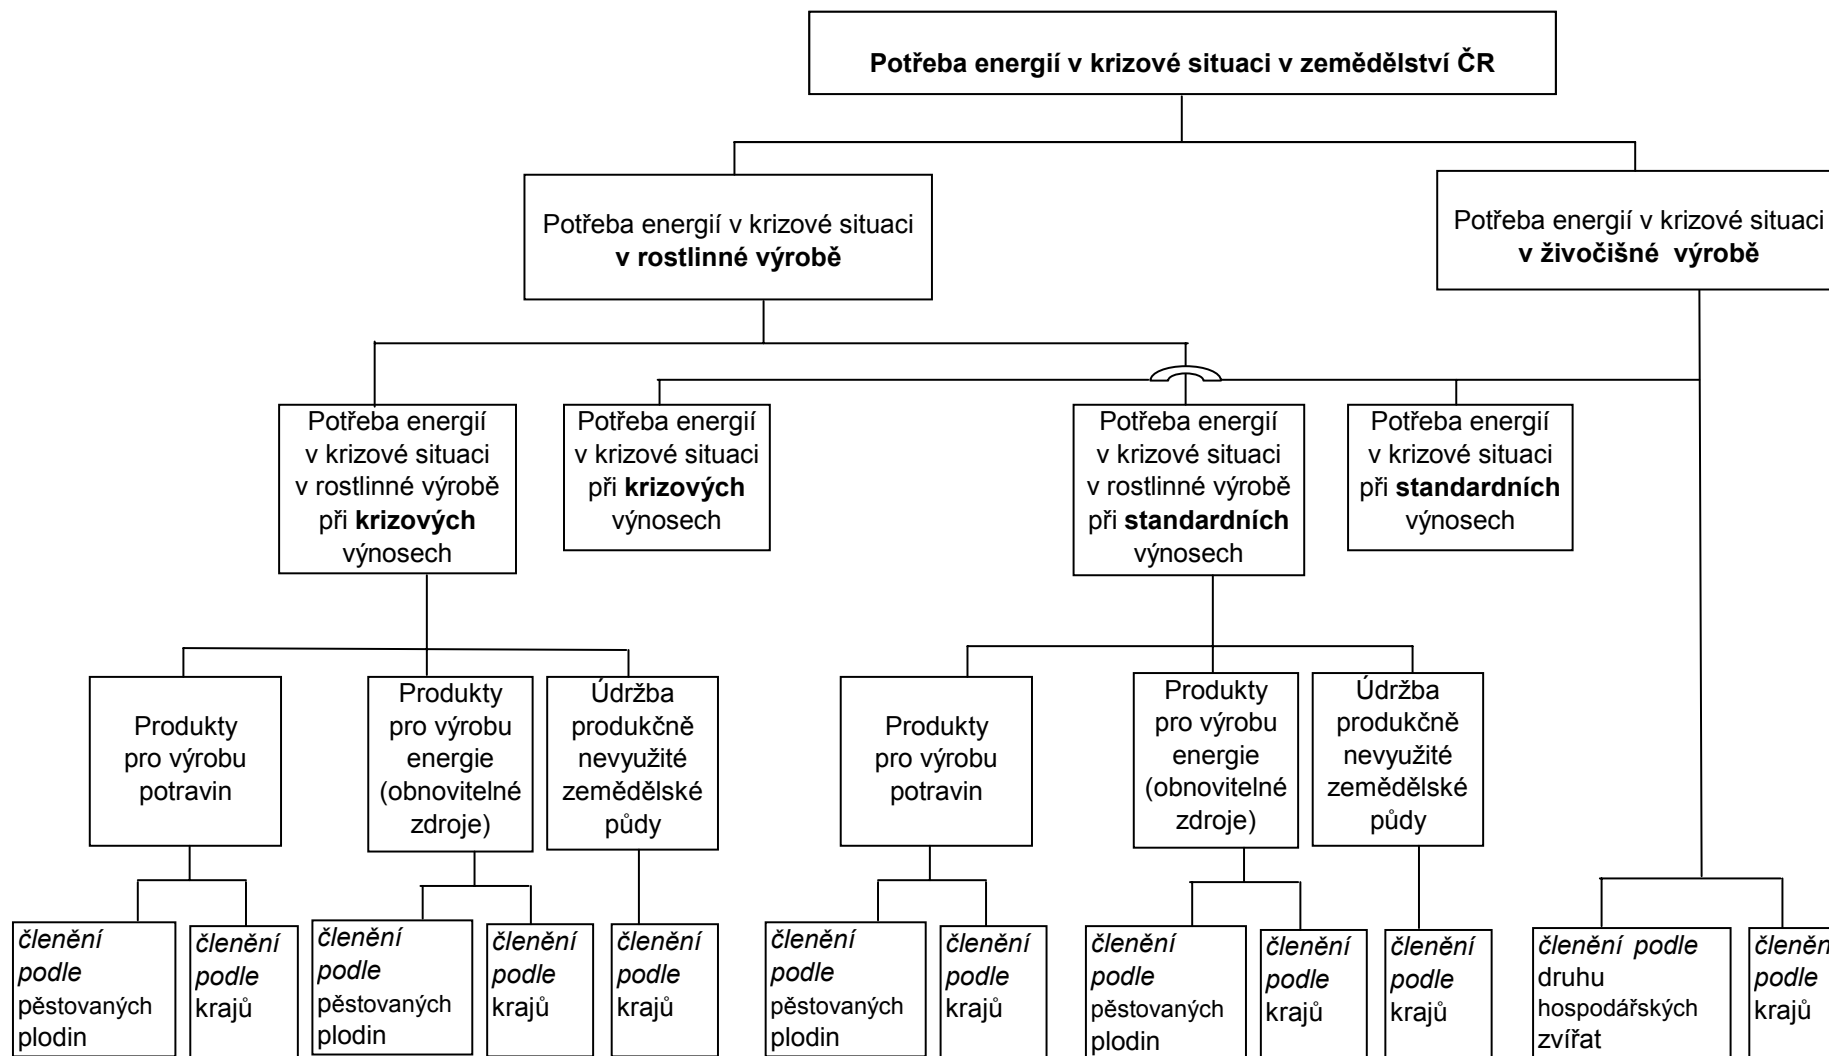 Potřeba energií v krizové situaci v zemědělství ČR
Potřeba energií v krizové situaci
v rostlinné výrobě
Potřeba energií v krizové situaci
v živočišné výrobě
Potřeba energií
v krizové situaci
v rostlinné výrobě
při krizových
výnosech
Potřeba energií
v krizové situaci
při krizových
výnosech
Potřeba energií
v krizové situaci
v rostlinné výrobě
při standardních
výnosech
Potřeba energií
v krizové situaci
při standardních
výnosech
Produkty
pro výrobu
potravin
Produkty
pro výrobu
energie
(obnovitelné
zdroje)
Údržba
produkčně
nevyužité
zemědělské
půdy
Produkty
pro výrobu
potravin
Produkty
pro výrobu
energie
(obnovitelné
zdroje)
Údržba
produkčně
nevyužité
zemědělské
půdy
členění
podle
pěstovaných
plodin
členění
podle
krajů
členění
podle
pěstovaných
plodin
členění
podle
krajů
členění
podle
krajů
členění
podle
pěstovaných
plodin
členění
podle
krajů
členění
podle
pěstovaných
plodin
členění
podle
krajů
členění
podle
krajů
členění podle
druhu
hospodářských
zvířat
členění
podle
krajů